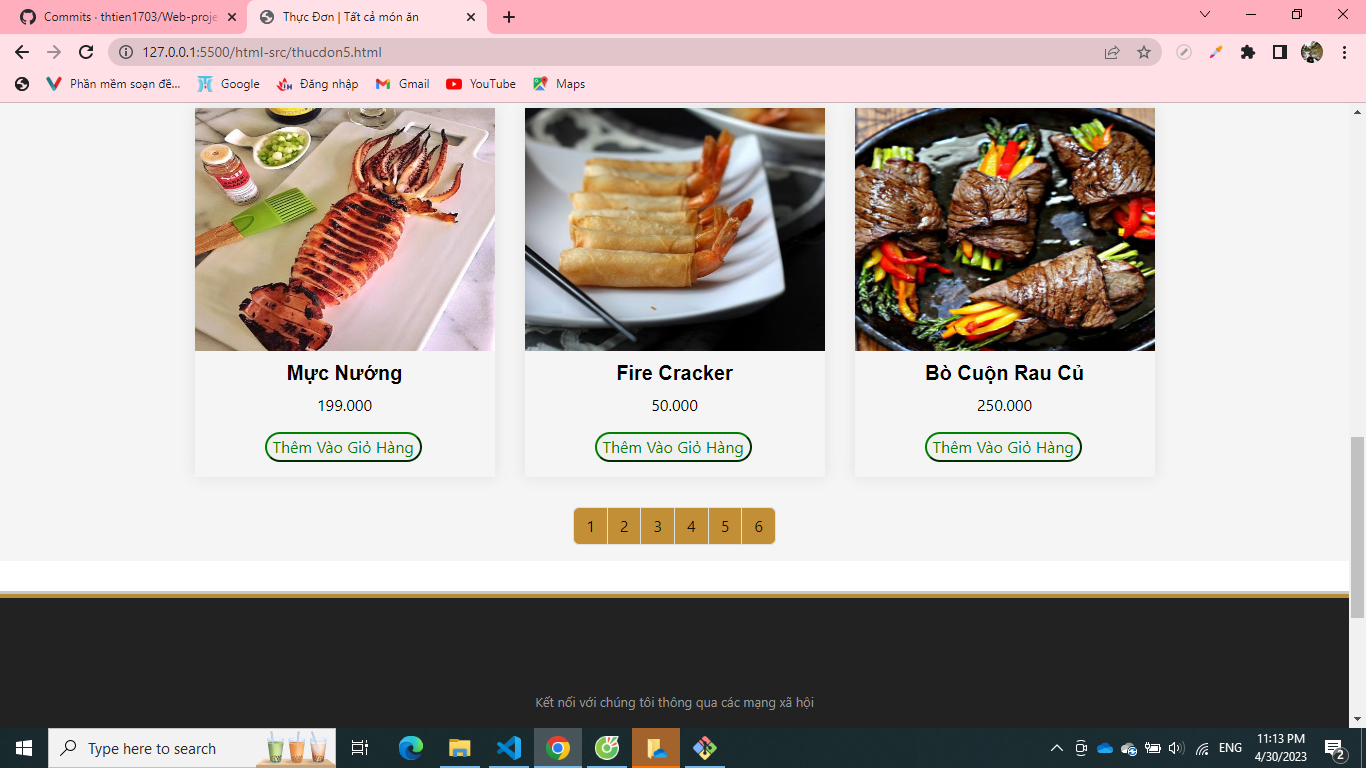 Commits · thtien1703/Web-proje
Thực Đơn | Tất cả món ăn
127.0.0.1:5500/html-src/thucdon5.html
Phần mềm soạn đề...
Google
Đăng nhập
Gmail
YouTube
Maps
Mực Nướng
Fire Cracker
Bò Cuộn Rau Củ
199.000
50.000
250.000
Thêm Vào Giỏ Hàng
Thêm Vào Giỏ Hàng
Thêm Vào Giỏ Hàng
1 2 3 4 5 6
Kết nối với chúng tôi thông qua các mạng xã hội
Type here to search
ENG
11:13 PM
4/30/2023
2